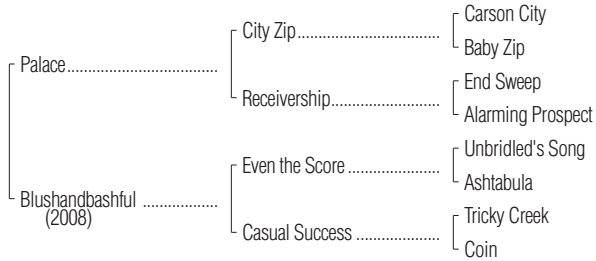 Carson City
City Zip
Baby Zip
Palace
End Sweep
Receivership
Alarming Prospect
Unbridled's Song
Even the Score
Ashtabula
Blushandbashful
(2008)
Tricky Creek
Casual Success
Coin